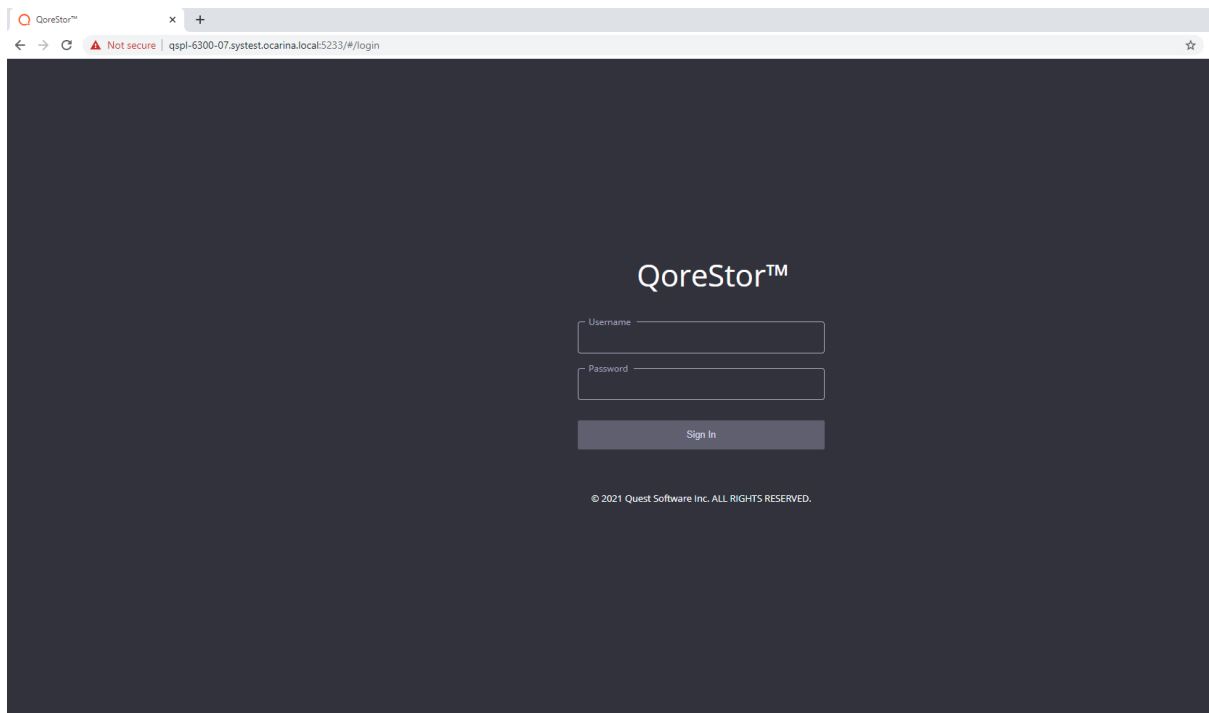 QoreStor™
Not secure qspl-6300-07.systest.ocarina.local:5233/#/login
QoreStor™
Username
Password
Sign In
© 2021 Quest Software Inc. ALL RIGHTS RESERVED.